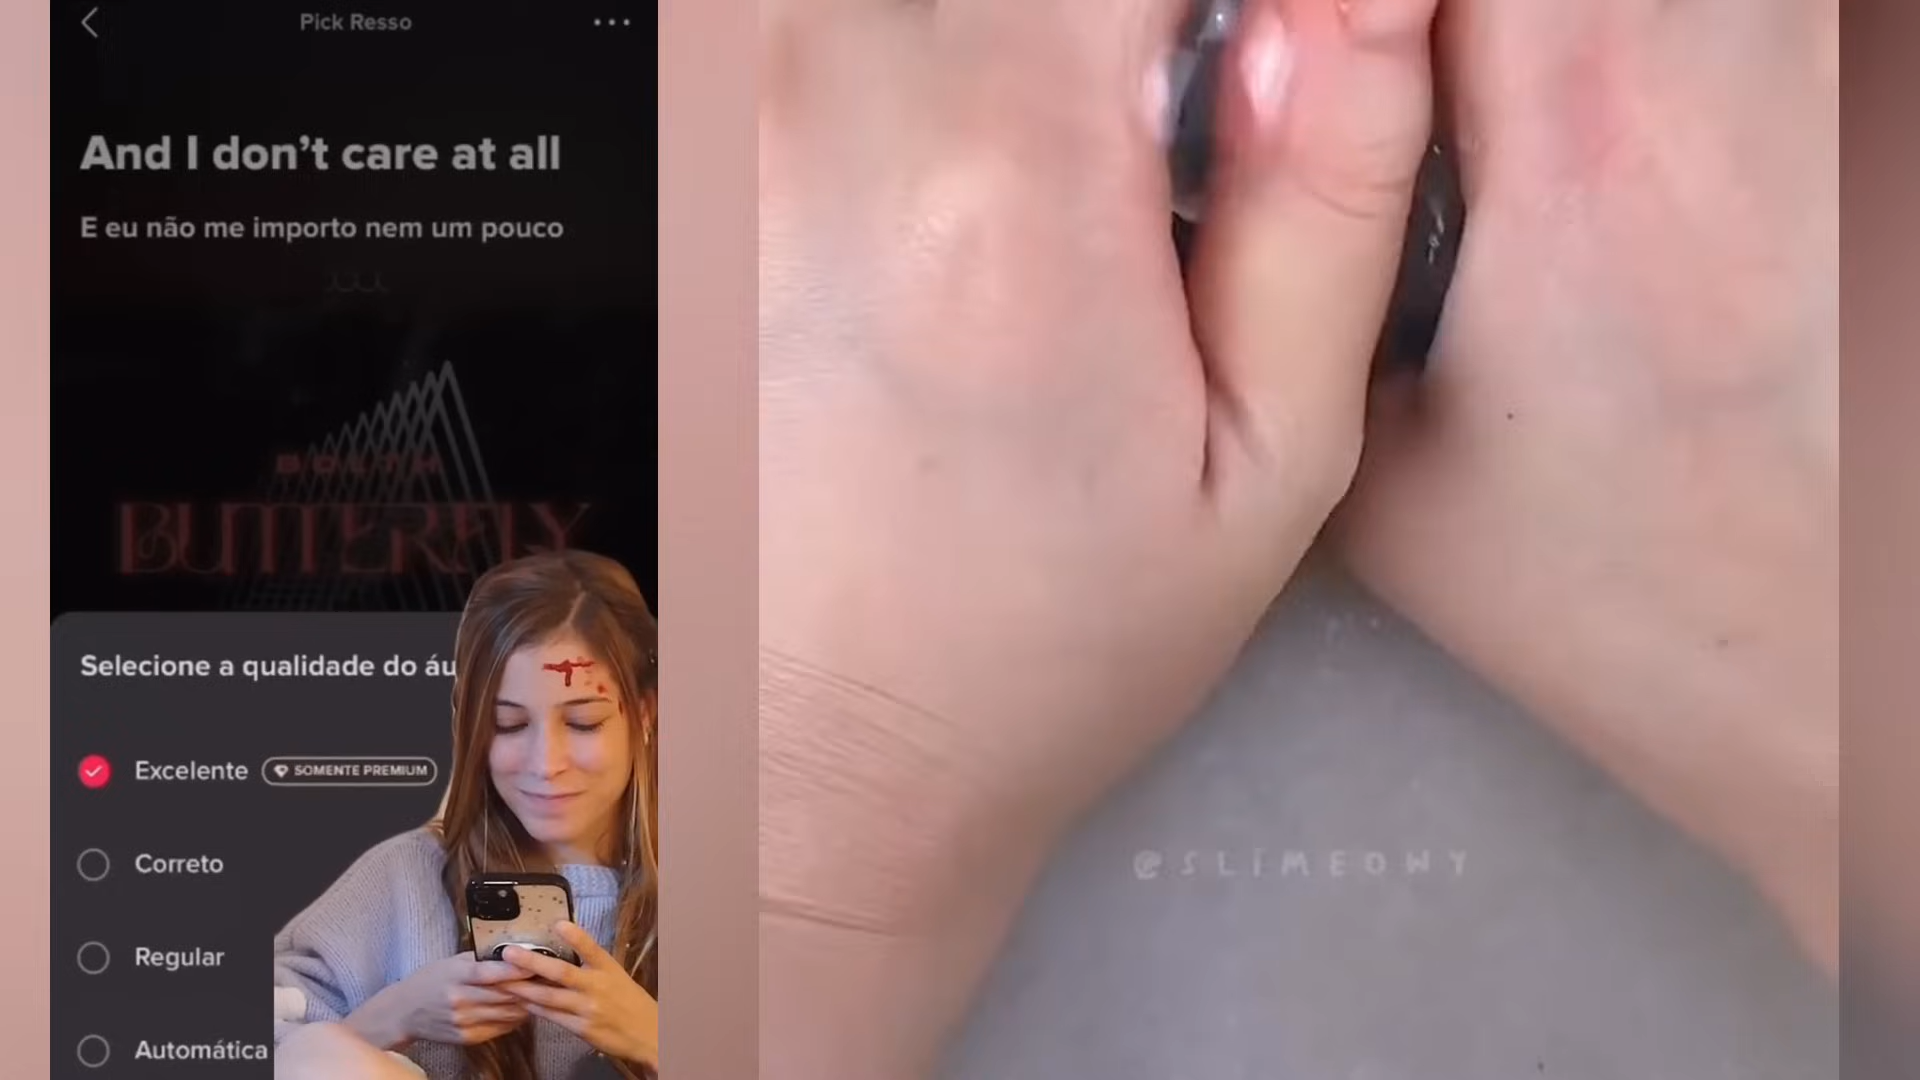 Pick Resso
And I don't care at all
E eu não me importo nem um pouco
BUTTERFLY
Selecione a qualidade do áu
Excelente
SOMENTE PREMIUM
Correto
Regular
Automática
@SLIMEOWY